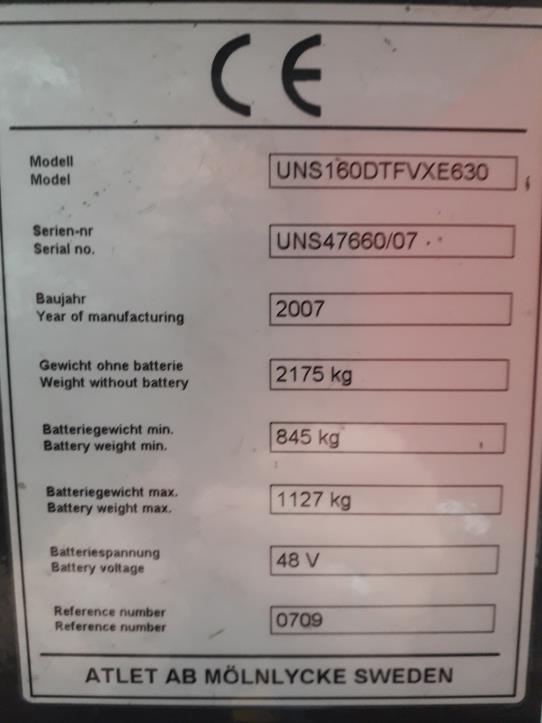 CE
Modell
Model
UNS160DTFVXE630
Serien-nr
Serial no.
UNS47660/07
Baujahr
Year of manufacturing
2007
Gewicht ohne batterie
Weight without battery
2175 kg
Batteriegewicht min.
Battery weight min.
845 kg
Batteriegewicht max.
Battery weight max.
1127 kg
Batteriespannung
Battery voltage
48 V
Reference number
Reference number
0709
ATLET AB MÖLNLYCKE SWEDEN